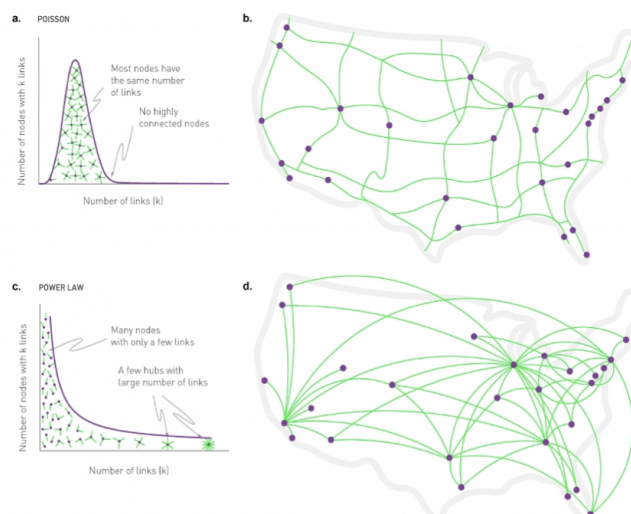 a.
POISSON
Number of nodes with k links
Most nodes have
the same number
of links
No highly
connected nodes
Number of links (k)
b.
c.
POWER LAW
Number of nodes with k links
Many nodes
with only a few links
A few hubs with
large number of links
Number of links (k)
d.